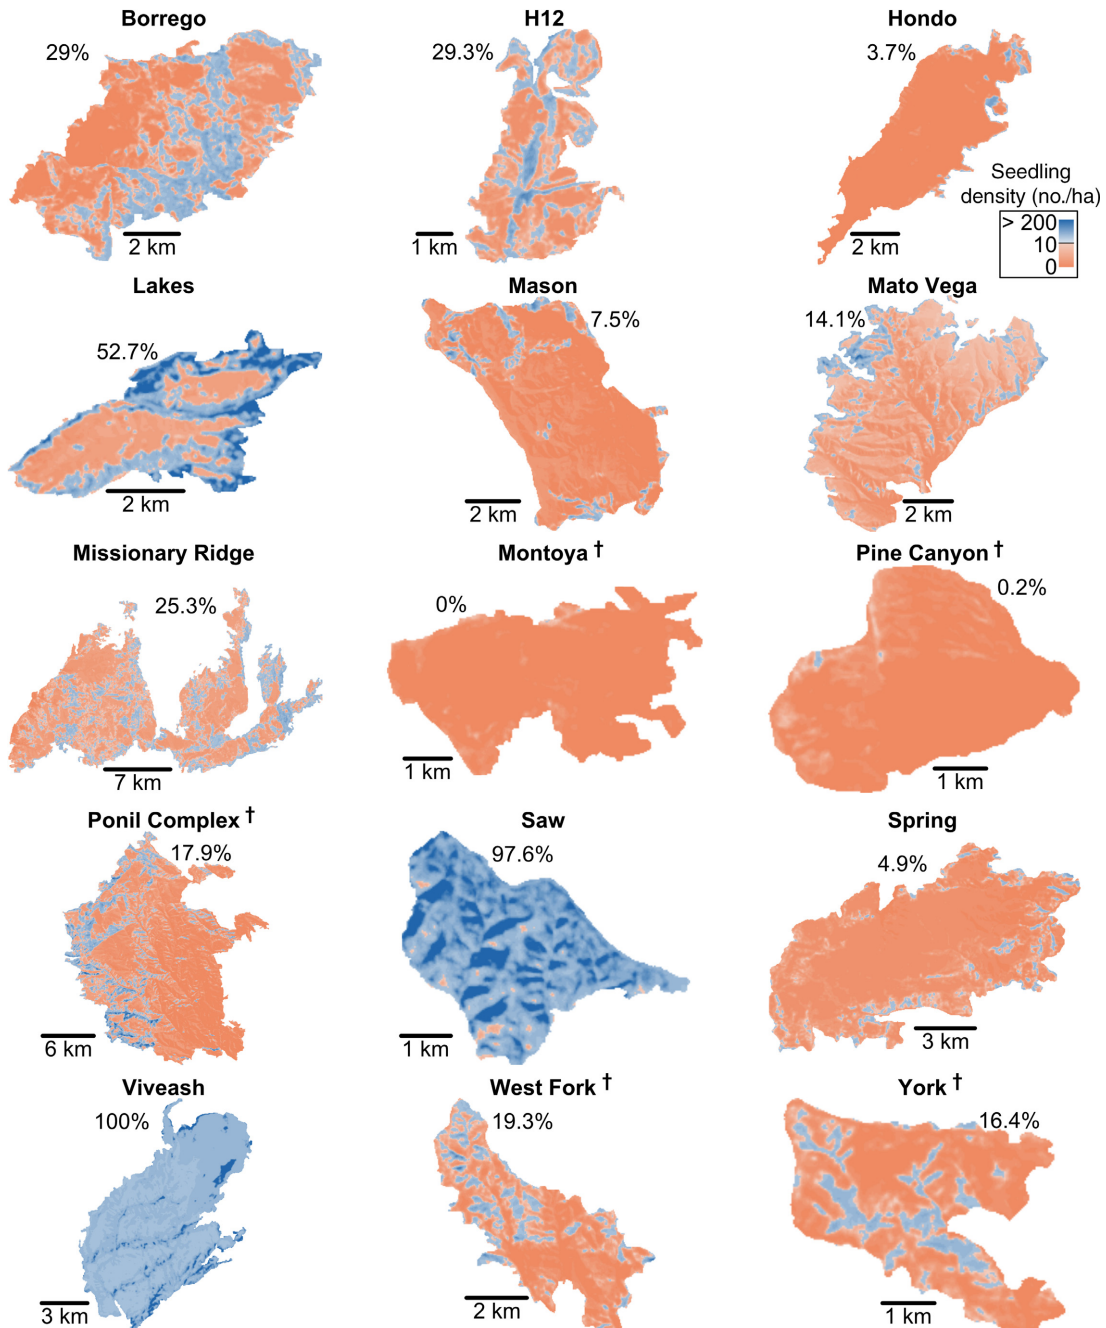 Borrego
29%
2 km
H12
29.3%
1 km
Hondo
3.7%
2 km
Seedling
density (no./ha)
> 200
10
0
Lakes
52.7%
2 km
Mason
7.5%
2 km
Mato Vega
14.1%
2 km
Missionary Ridge
25.3%
7 km
Montoya †
0%
1 km
Pine Canyon †
0.2%
1 km
Ponil Complex †
17.9%
6 km
Saw
97.6%
1 km
Spring
4.9%
3 km
Viveash
100%
3 km
West Fork †
19.3%
2 km
York †
16.4%
1 km